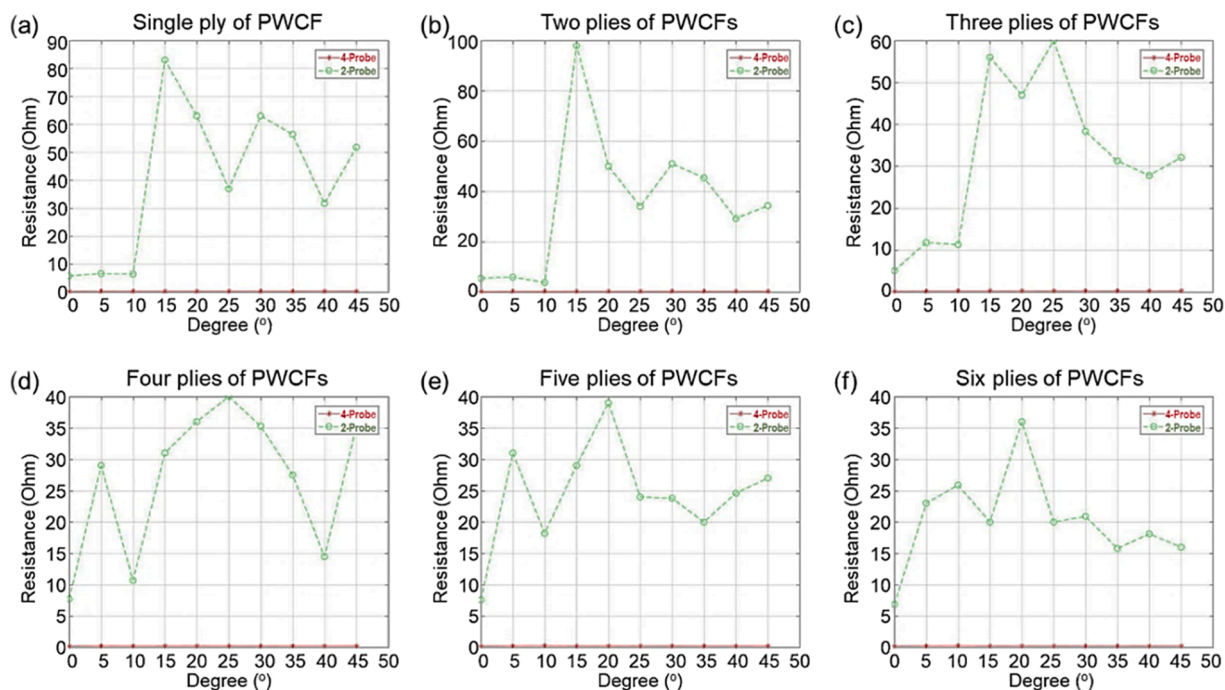 (a) Single ply of PWCF
Resistance (Ohm)
90
80
70
60
50
40
30
20
10
0
4-Probe
2-Probe
0 5 10 15 20 25 30 35 40 45 50
Degree (º)
(b) Two plies of PWCFs
Resistance (Ohm)
100
80
60
40
20
0
4-Probe
2-Probe
0 5 10 15 20 25 30 35 40 45 50
Degree (º)
(c) Three plies of PWCFs
Resistance (Ohm)
60
50
40
30
20
10
0
4-Probe
2-Probe
0 5 10 15 20 25 30 35 40 45 50
Degree (º)
(d) Four plies of PWCFs
Resistance (Ohm)
40
35
30
25
20
15
10
5
0
4-Probe
2-Probe
0 5 10 15 20 25 30 35 40 45 50
Degree (º)
(e) Five plies of PWCFs
Resistance (Ohm)
40
35
30
25
20
15
10
5
0
4-Probe
2-Probe
0 5 10 15 20 25 30 35 40 45 50
Degree (º)
(f) Six plies of PWCFs
Resistance (Ohm)
40
35
30
25
20
15
10
5
0
4-Probe
2-Probe
0 5 10 15 20 25 30 35 40 45 50
Degree (º)